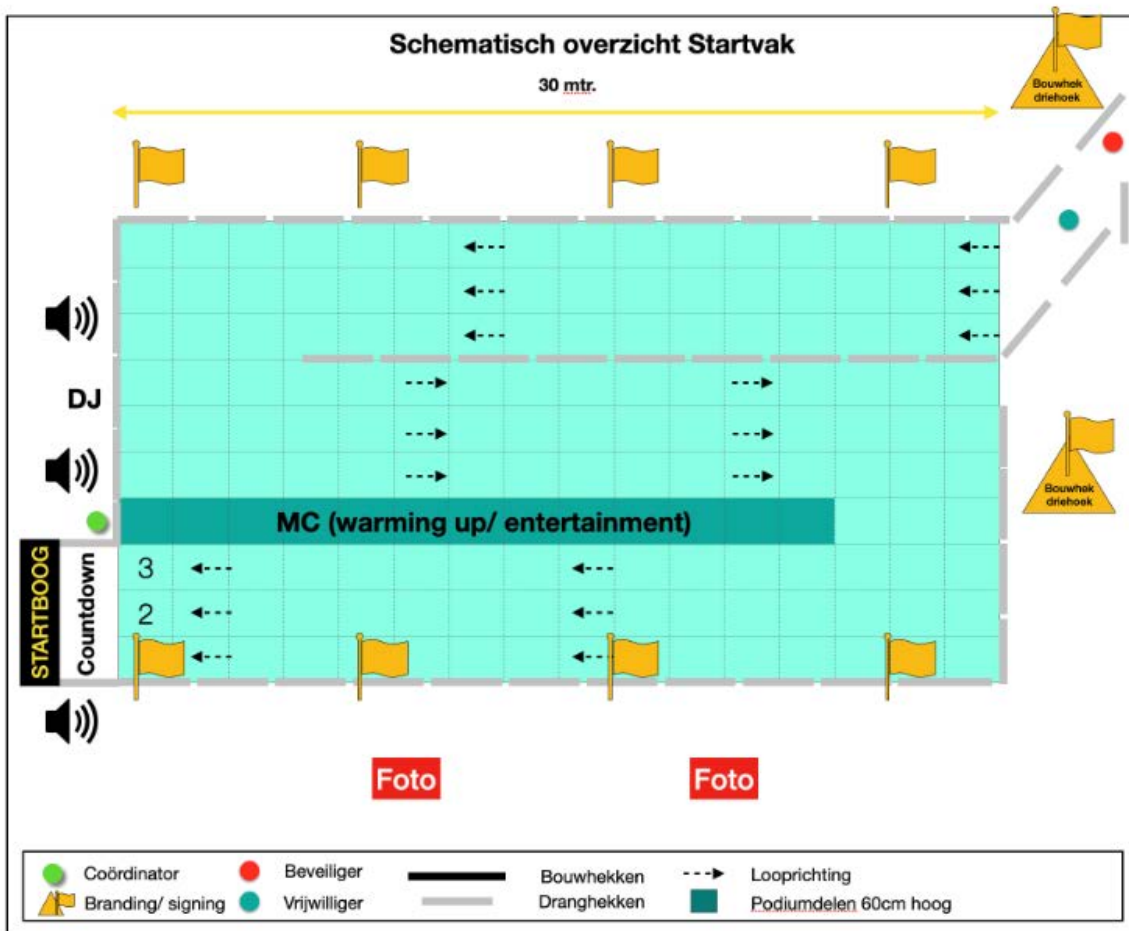 Schematisch overzicht Startvak
30 mtr.
Bouwhek
driehoek
DJ
Bouwhek
driehoek
MC (warming up/ entertainment)
STARTBOOG
Countdown
3
2
Foto
Foto
Coördinator
Beveiliger
Bouwhekken
Looprichting
Branding/ signing
Vrijwilliger
Dranghekken
Podiumdelen 60cm hoog